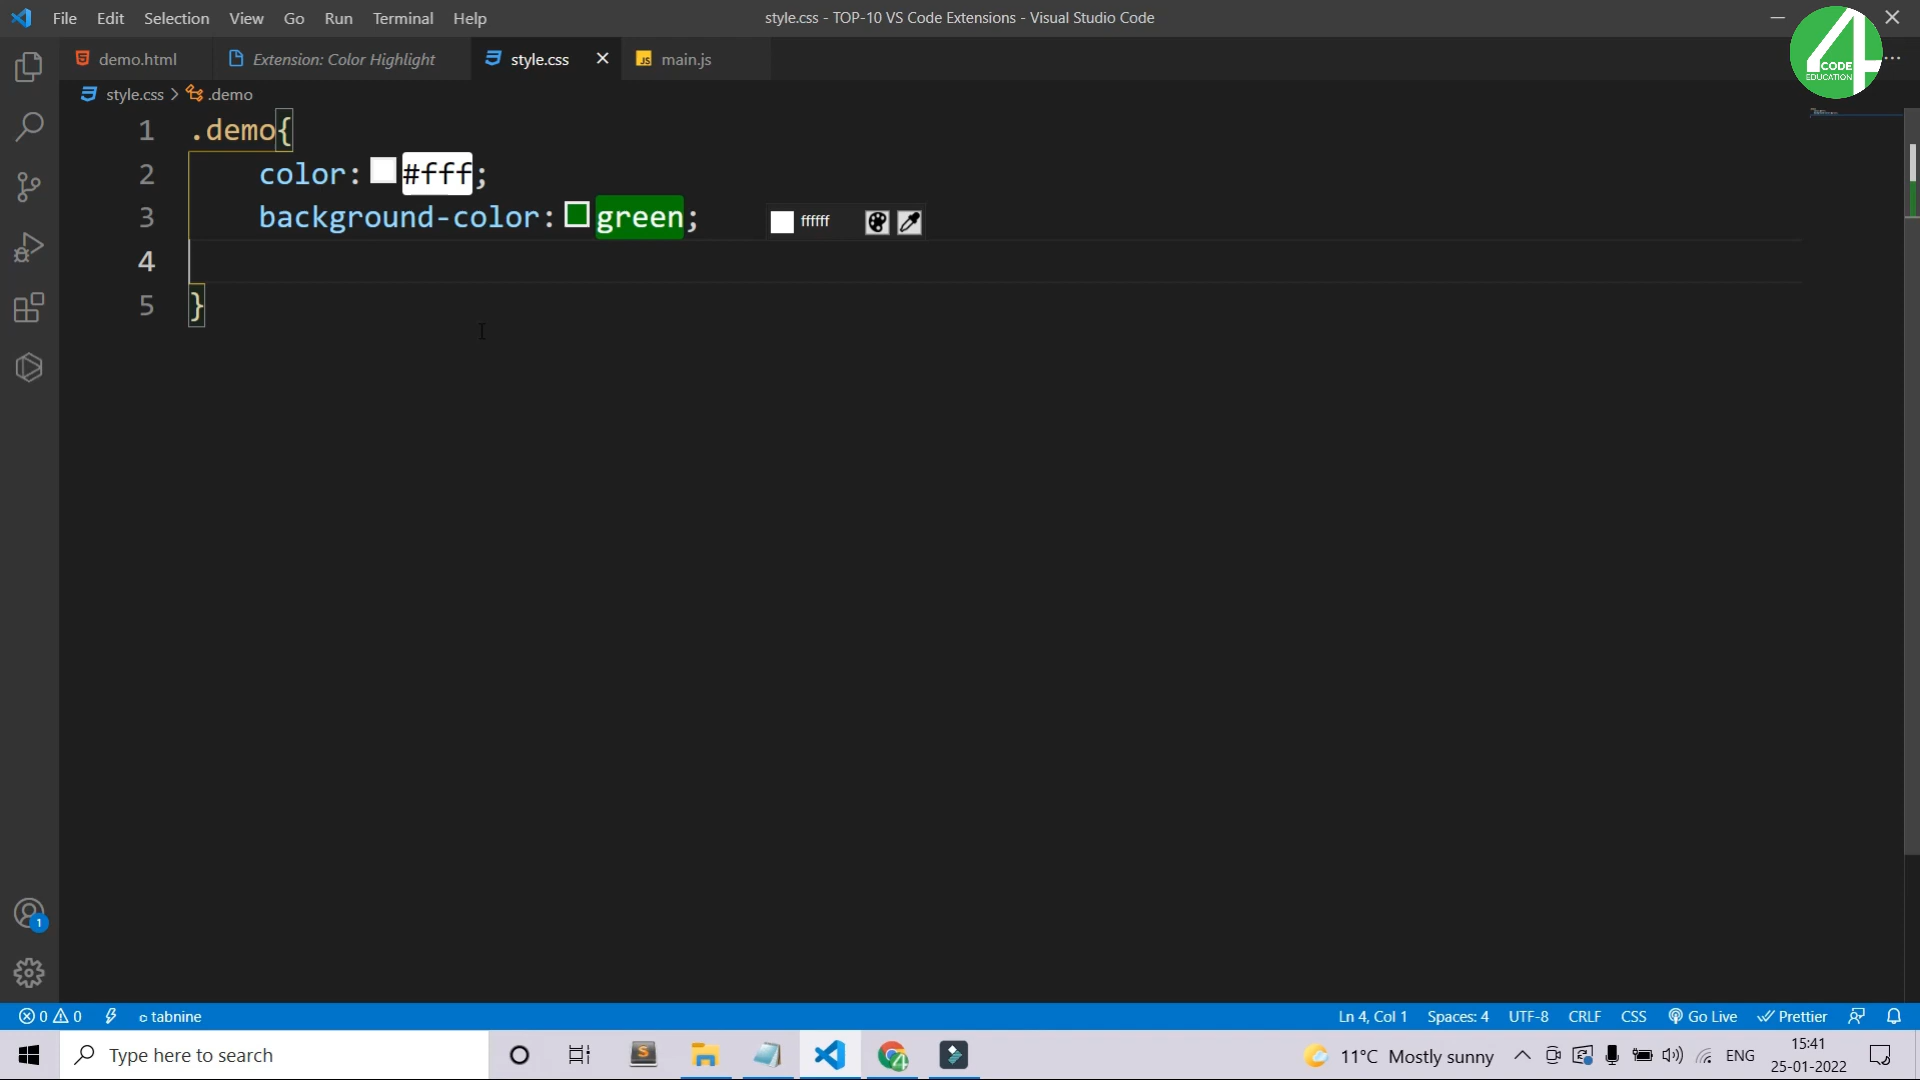 File Edit Selection View Go Run Terminal Help
style.css - TOP-10 VS Code Extensions - Visual Studio Code
4
CODE
EDUCATION
demo.html
Extension: Color Highlight
style.css
JS main.js
style.css > .demo
1 .demo{
2 color: #fff;
3 background-color: green;
ffffff
4
5 }
1
0 0 tabnine
Ln 4, Col 1 Spaces: 4 UTF-8 CRLF CSS Go Live Prettier
Type here to search
11°C Mostly sunny
ENG
15:41
25-01-2022